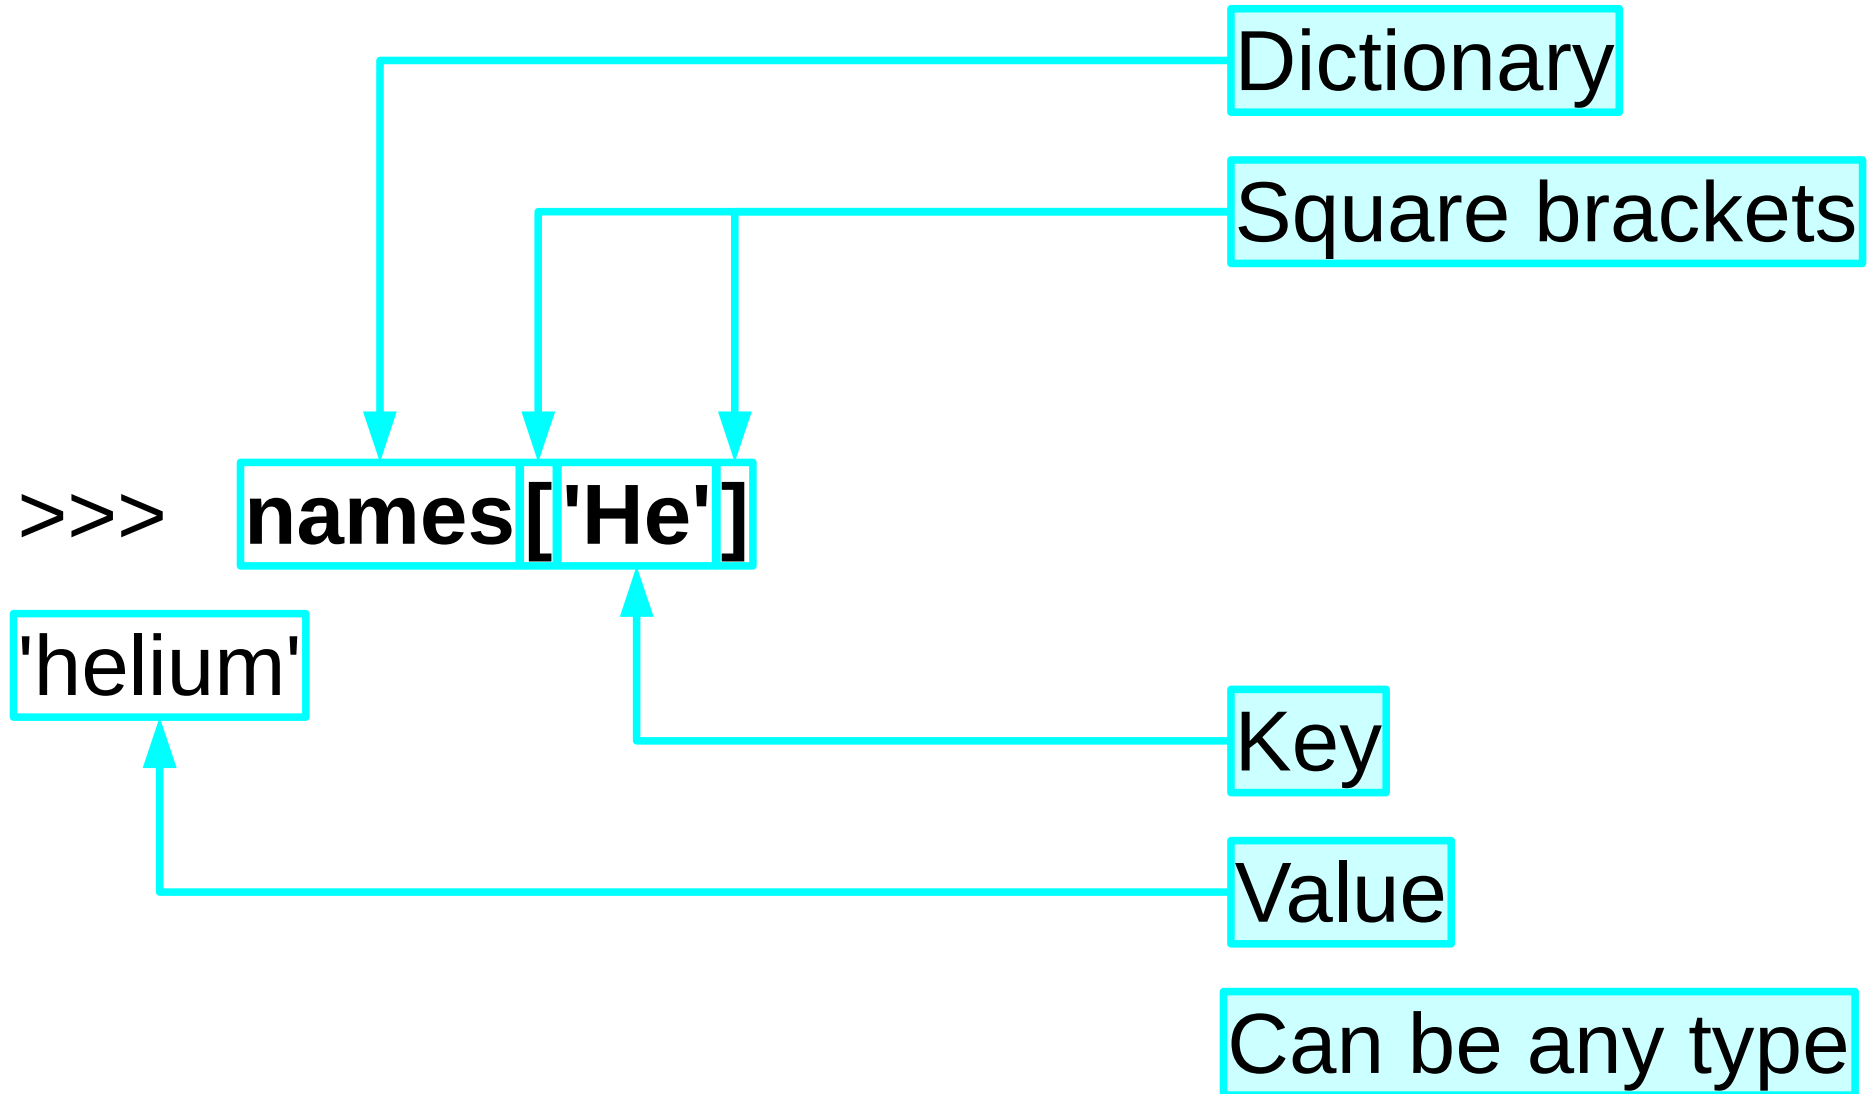 Dictionary
Square brackets
>>> names['He']
'helium'
Key
Value
Can be any type